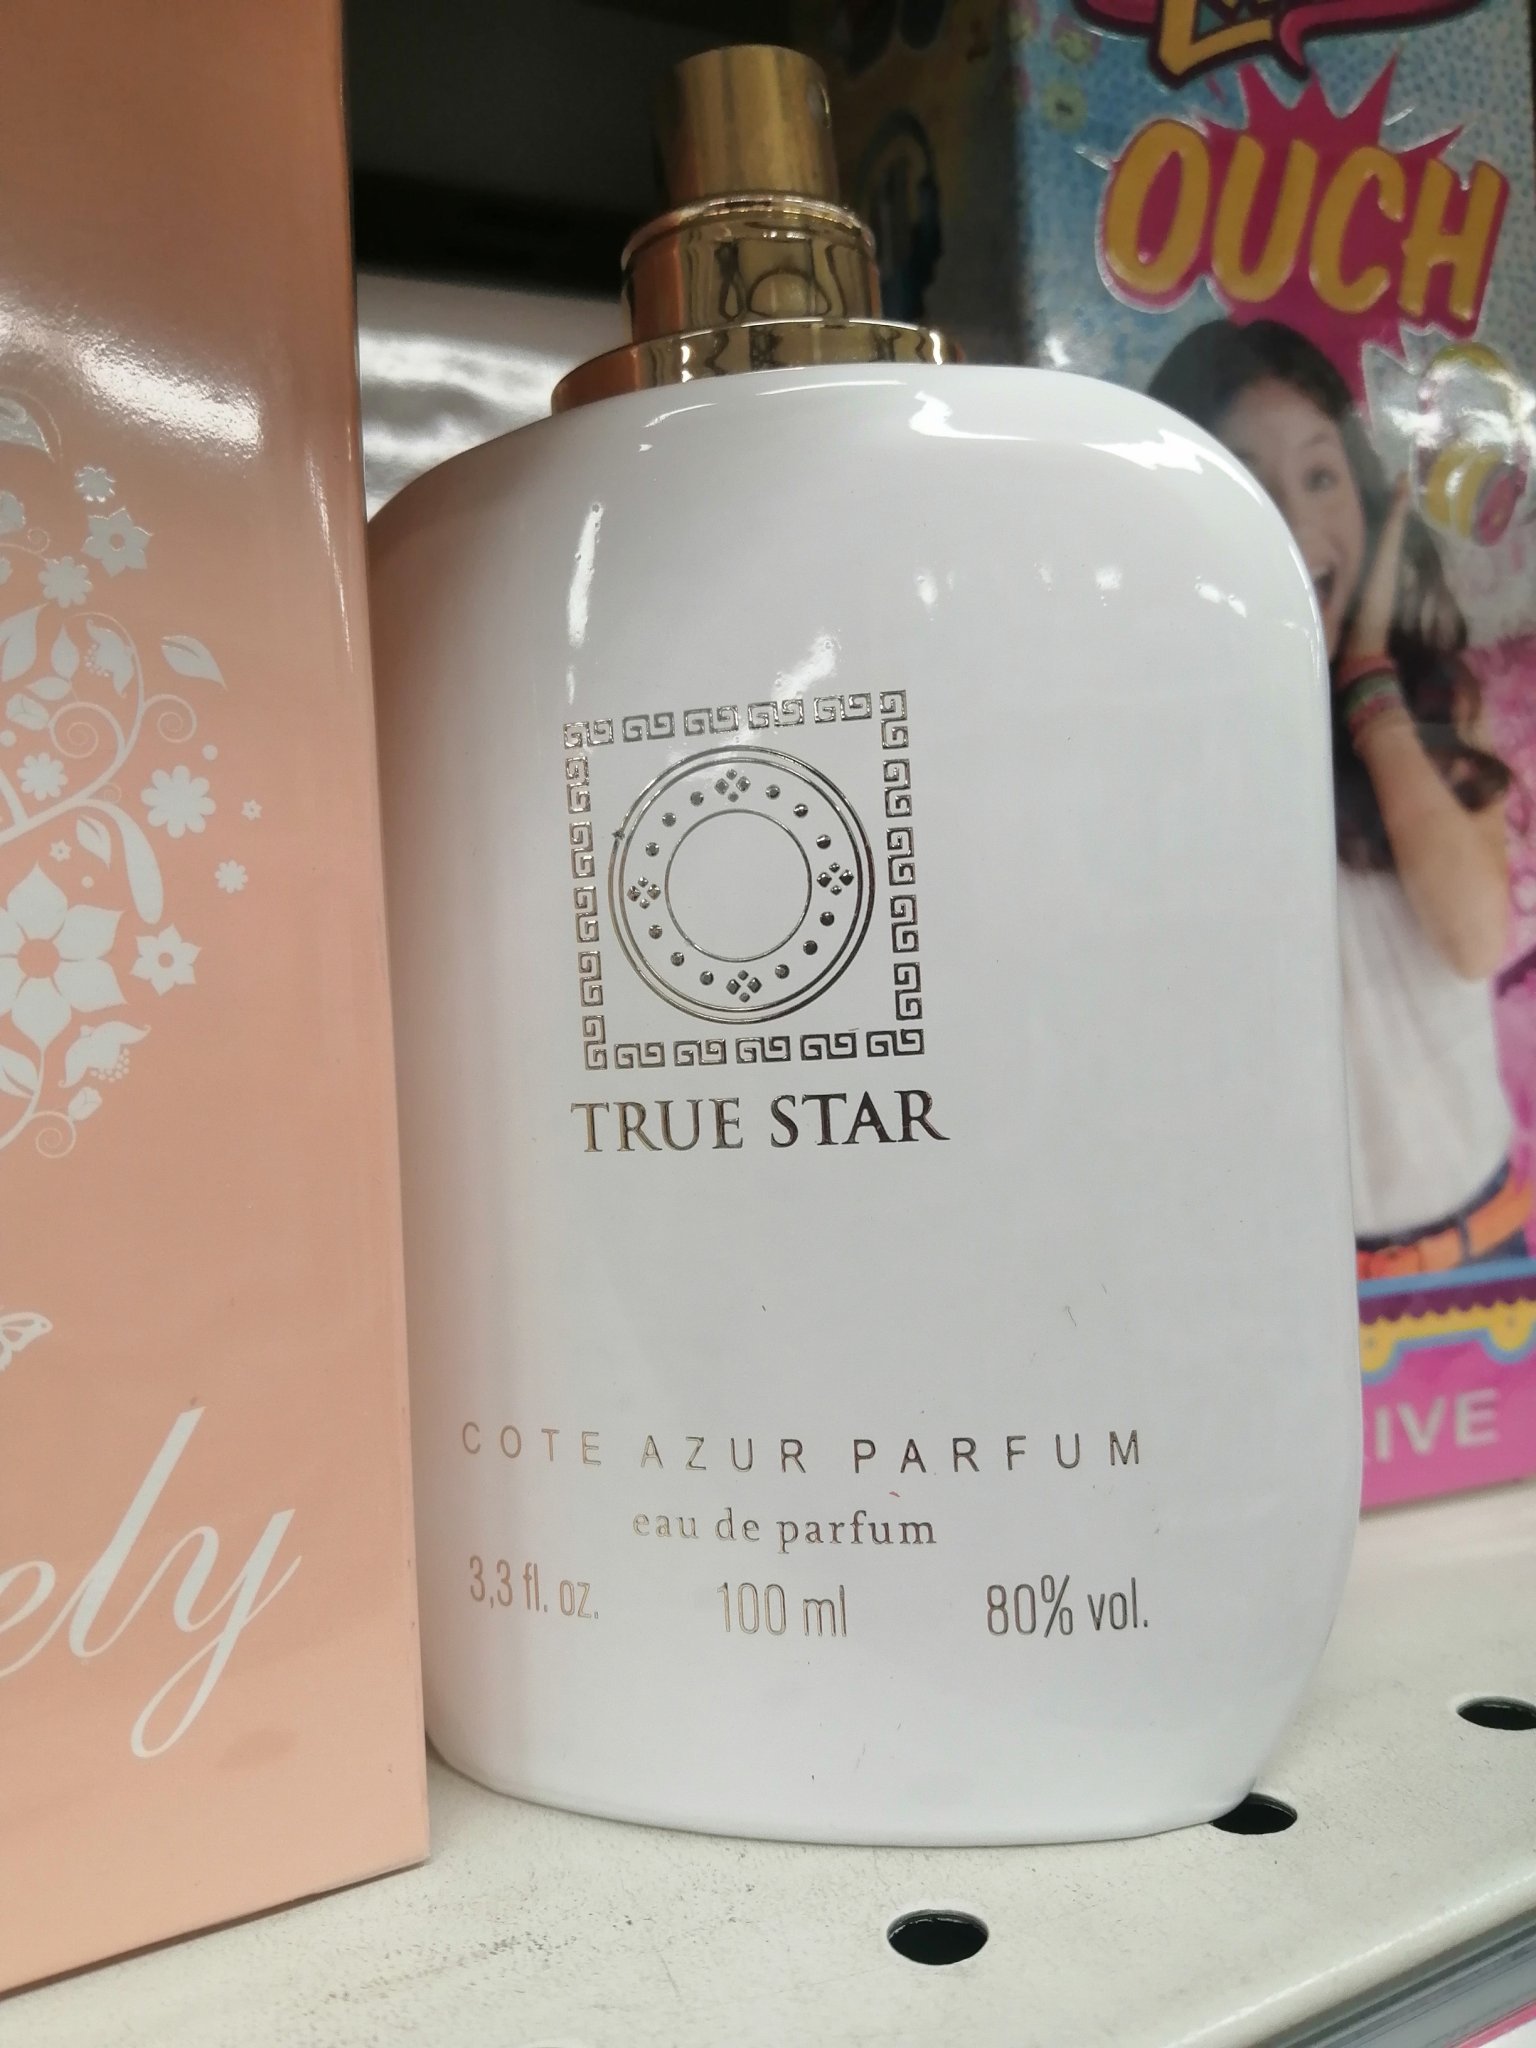 OUCH
TRUE STAR
COTE AZUR PARFUM
eau de parfum
3,3 fl. oz. 100 ml 80% vol.
ely
IVE